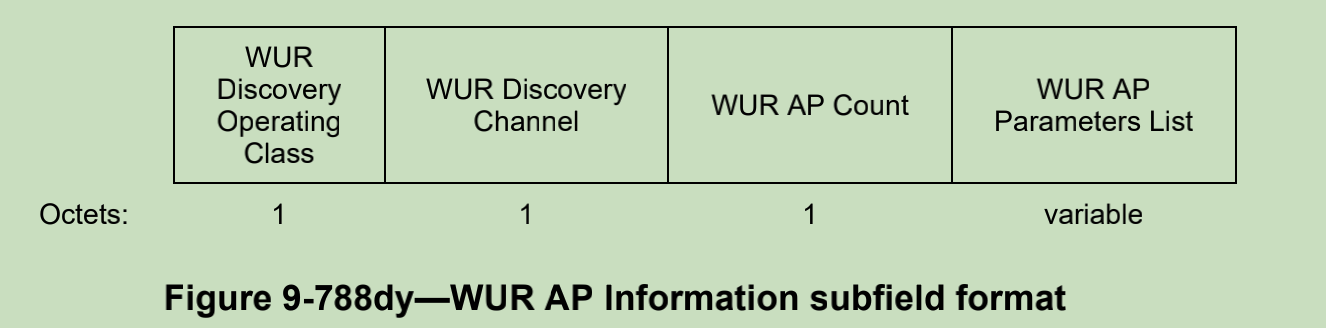 WUR
Discovery
Operating
Class
WUR Discovery
Channel
WUR AP Count
WUR AP
Parameters List
Octets: 1 1 1 variable
Figure 9-788dy—WUR AP Information subfield format